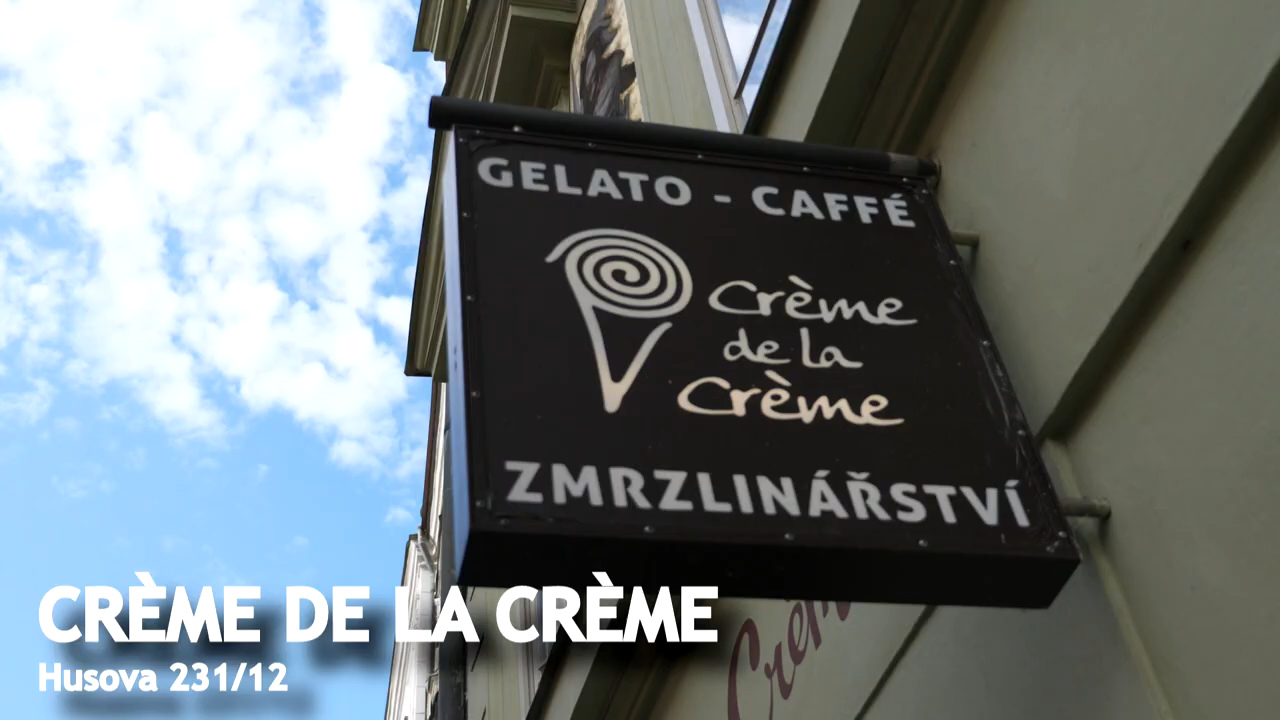 GELATO - CAFFÉ
Crème
de la
Crème
ZMRZLINÁŘSTVÍ
CRÈME DE LA CRÈME
Husova 231/12